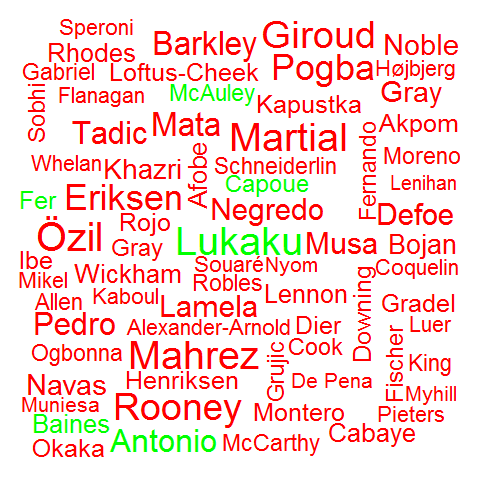 Speroni
Giroud
Rhodes
Barkley
Noble
Gabriel
Loftus-Cheek
Pogba
Højbjerg
Sobhi
Flanagan
McAuley
Kapustka
Gray
Tadic
Mata
Martial
Akpom
Fernando
Whelan
Khazri
Afobe
Schneiderlin
Moreno
Capoue
Lenihan
Fer
Eriksen
Negredo
Defoe
Özil
Rojo
Gray
Lukaku
Musa
Bojan
Ibe
Mikel
Wickham
Souaré
Nyom
Coquelin
Robles
Allen
Kaboul
Lamela
Lennon
Downing
Gradel
Pedro
Alexander-Arnold
Dier
Luer
Ogbonna
Mahrez
Grujic
Cook
Fischer
King
Navas
Henriksen
De Pena
Myhill
Muniesa
Rooney
Montero
Pieters
Baines
Antonio
McCarthy
Cabaye
Okaka